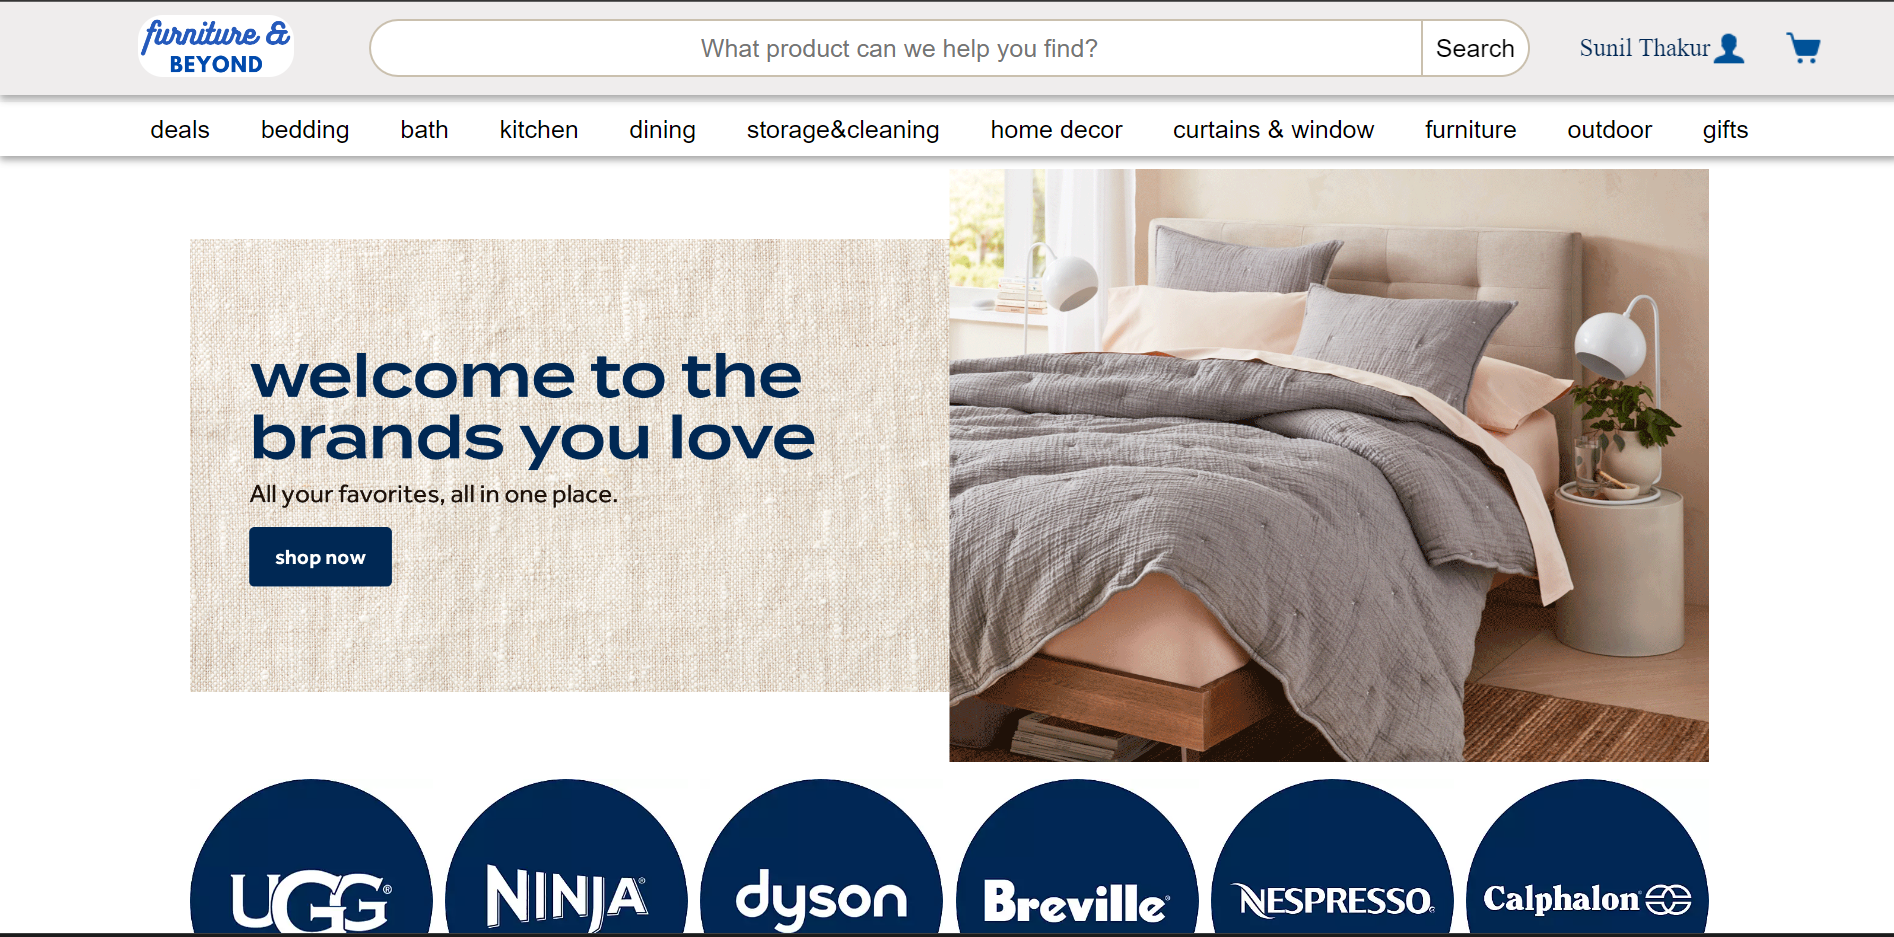 furniture &
BEYOND
What product can we help you find?
Search
Sunil Thakur
deals bedding bath kitchen dining storage&cleaning home decor curtains & window furniture outdoor gifts
welcome to the
brands you love
All your favorites, all in one place.
shop now
UGG® NINJA® dyson Breville® NESPRESSO® Calphalon®